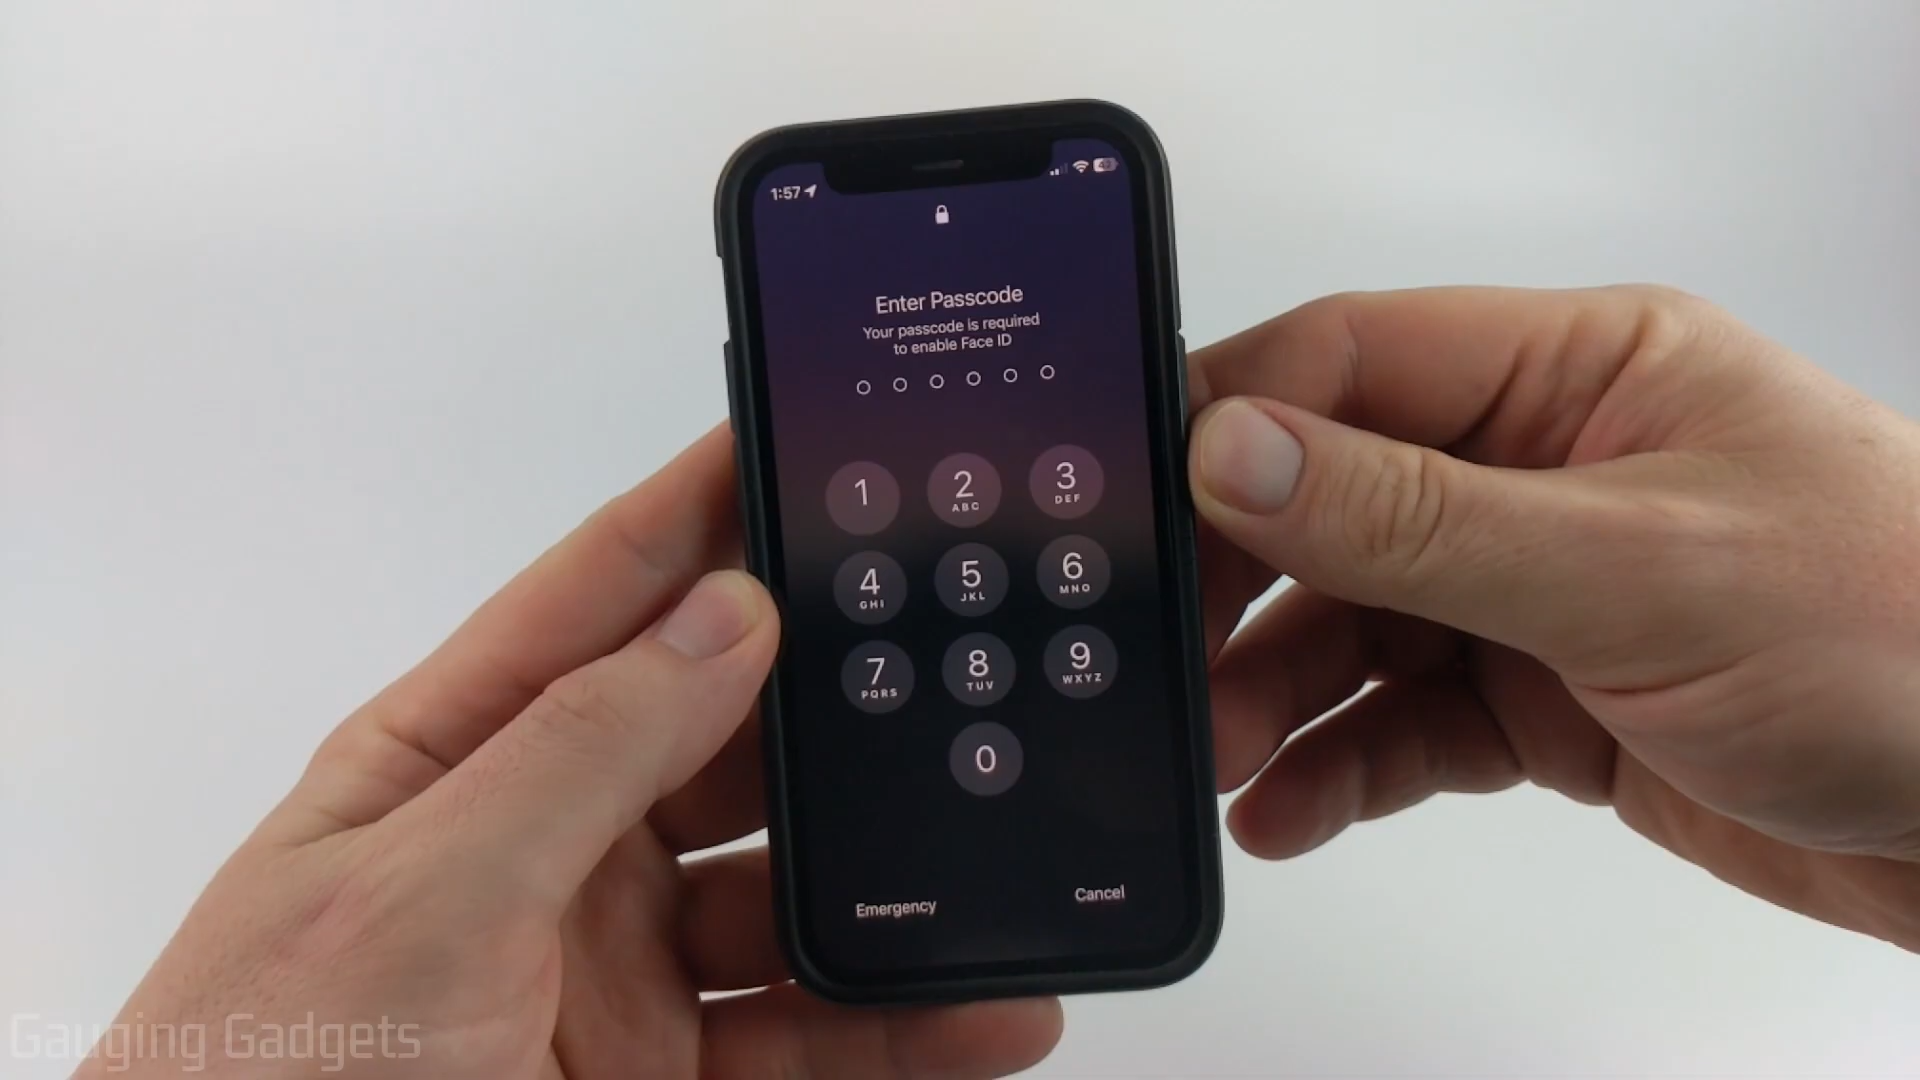 1:57
47
Enter Passcode
Your passcode is required
to enable Face ID
1
2
ABC
3
DEF
4
GHI
5
JKL
6
MNO
7
PQRS
8
TUV
9
WXYZ
0
Emergency
Cancel
Gauging Gadgets